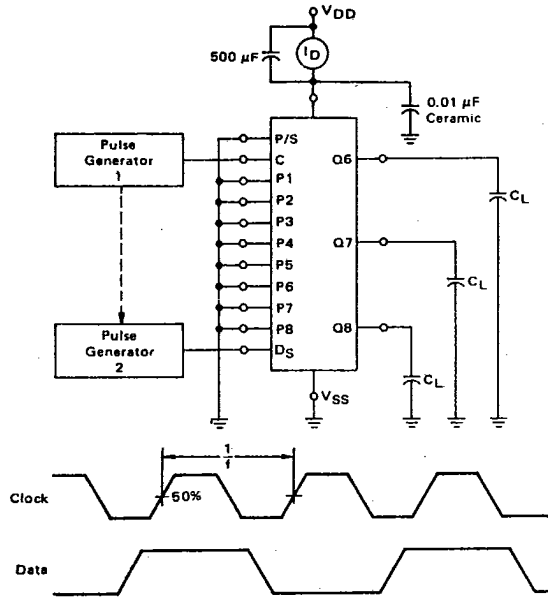 VDD
500 µF
ID
0.01 µF
Ceramic
Pulse
Generator
1
P/S
C
P1
P2
P3
P4
P5
P6
P7
P8
DS
Q6
Q7
Q8
CL
CL
CL
Pulse
Generator
2
VSS
1
f
Clock
50%
Data